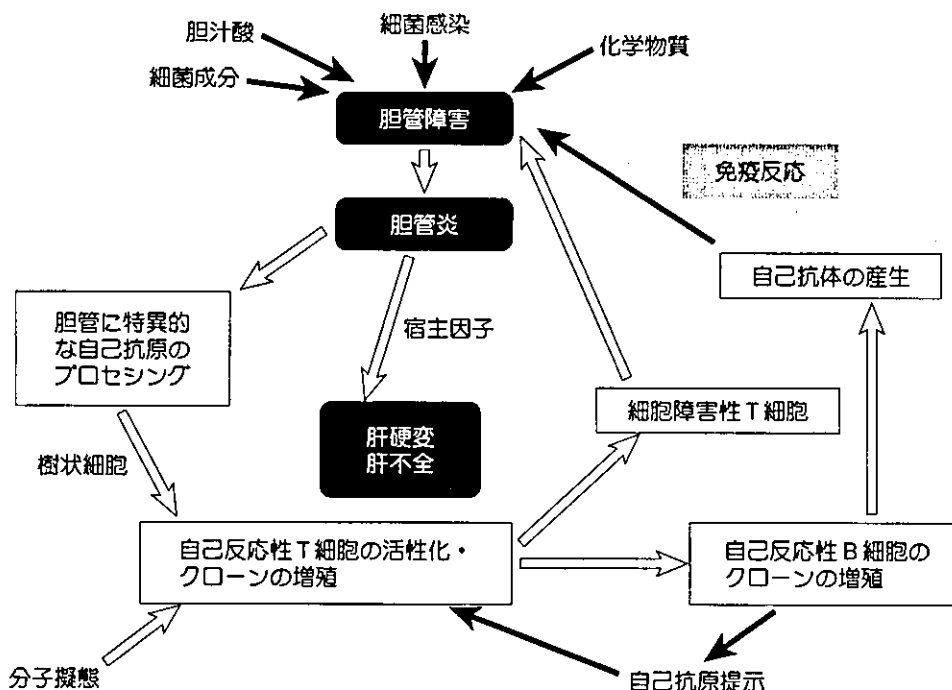 胆汁酸
細菌感染
化学物質
細菌成分
胆管障害
免疫反応
胆管炎
自己抗体の産生
胆管に特異的
な自己抗原の
プロセシング
宿主因子
細胞障害性T細胞
肝硬変
肝不全
樹状細胞
自己反応性T細胞の活性化・
クローンの増殖
自己反応性B細胞の
クローンの増殖
分子擬態
自己抗原提示